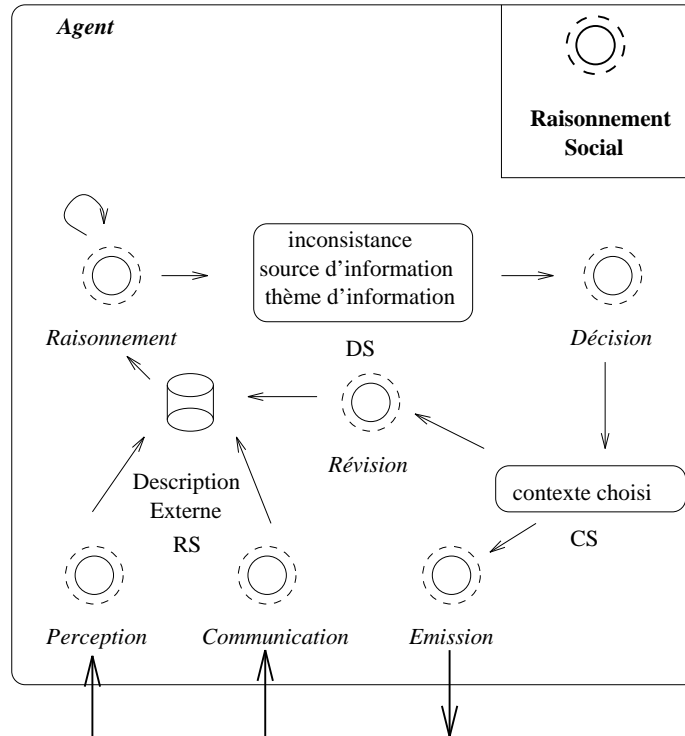 Agent
Raisonnement
Social
inconsistance
source d'information
thème d'information
Raisonnement
DS
Décision
Révision
Description
Externe
RS
contexte choisi
CS
Perception
Communication
Emission